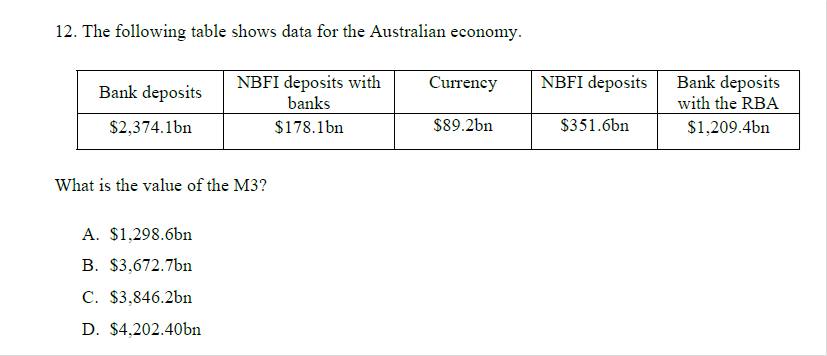 12. The following table shows data for the Australian economy.
Bank deposits
NBFI deposits with
banks
Currency
NBFI deposits
Bank deposits
with the RBA
$2,374.1bn
$178.1bn
$89.2bn
$351.6bn
$1,209.4bn
What is the value of the M3?
A. $1,298.6bn
B. $3,672.7bn
C. $3,846.2bn
D. $4,202.40bn